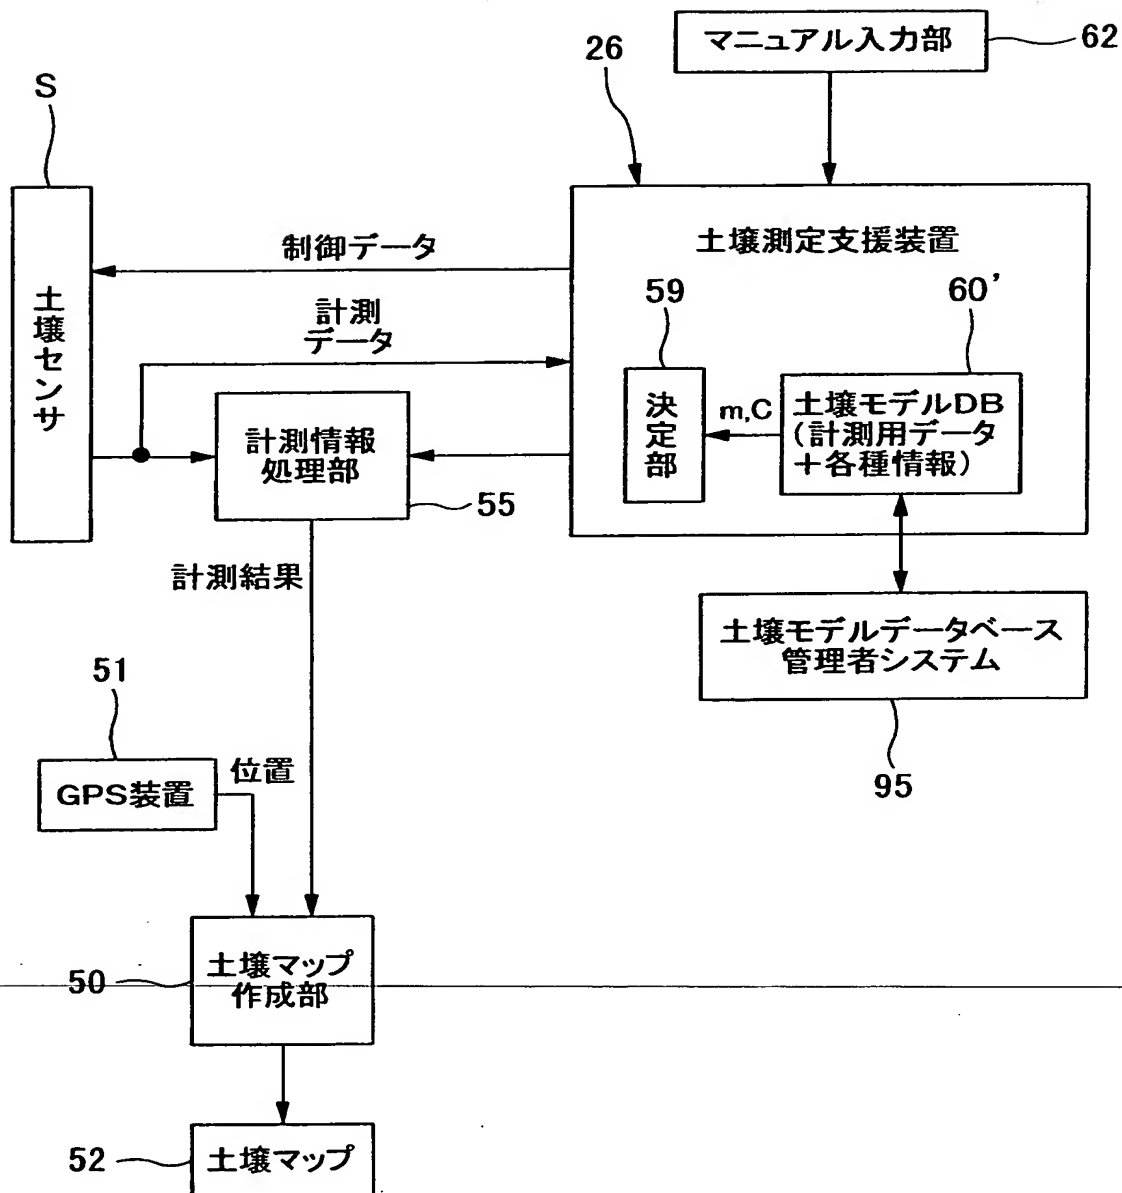 マニュアル入力部
62
26
S
土壌測定支援装置
制御データ
土壌センサ
計測
データ
59
60’
決定部
m,C
土壌モデルDB
(計測用データ
+各種情報)
計測情報
処理部
55
計測結果
土壌モデルデータベース
管理者システム
95
51
GPS装置
位置
50
土壌マップ
作成部
52
土壌マップ